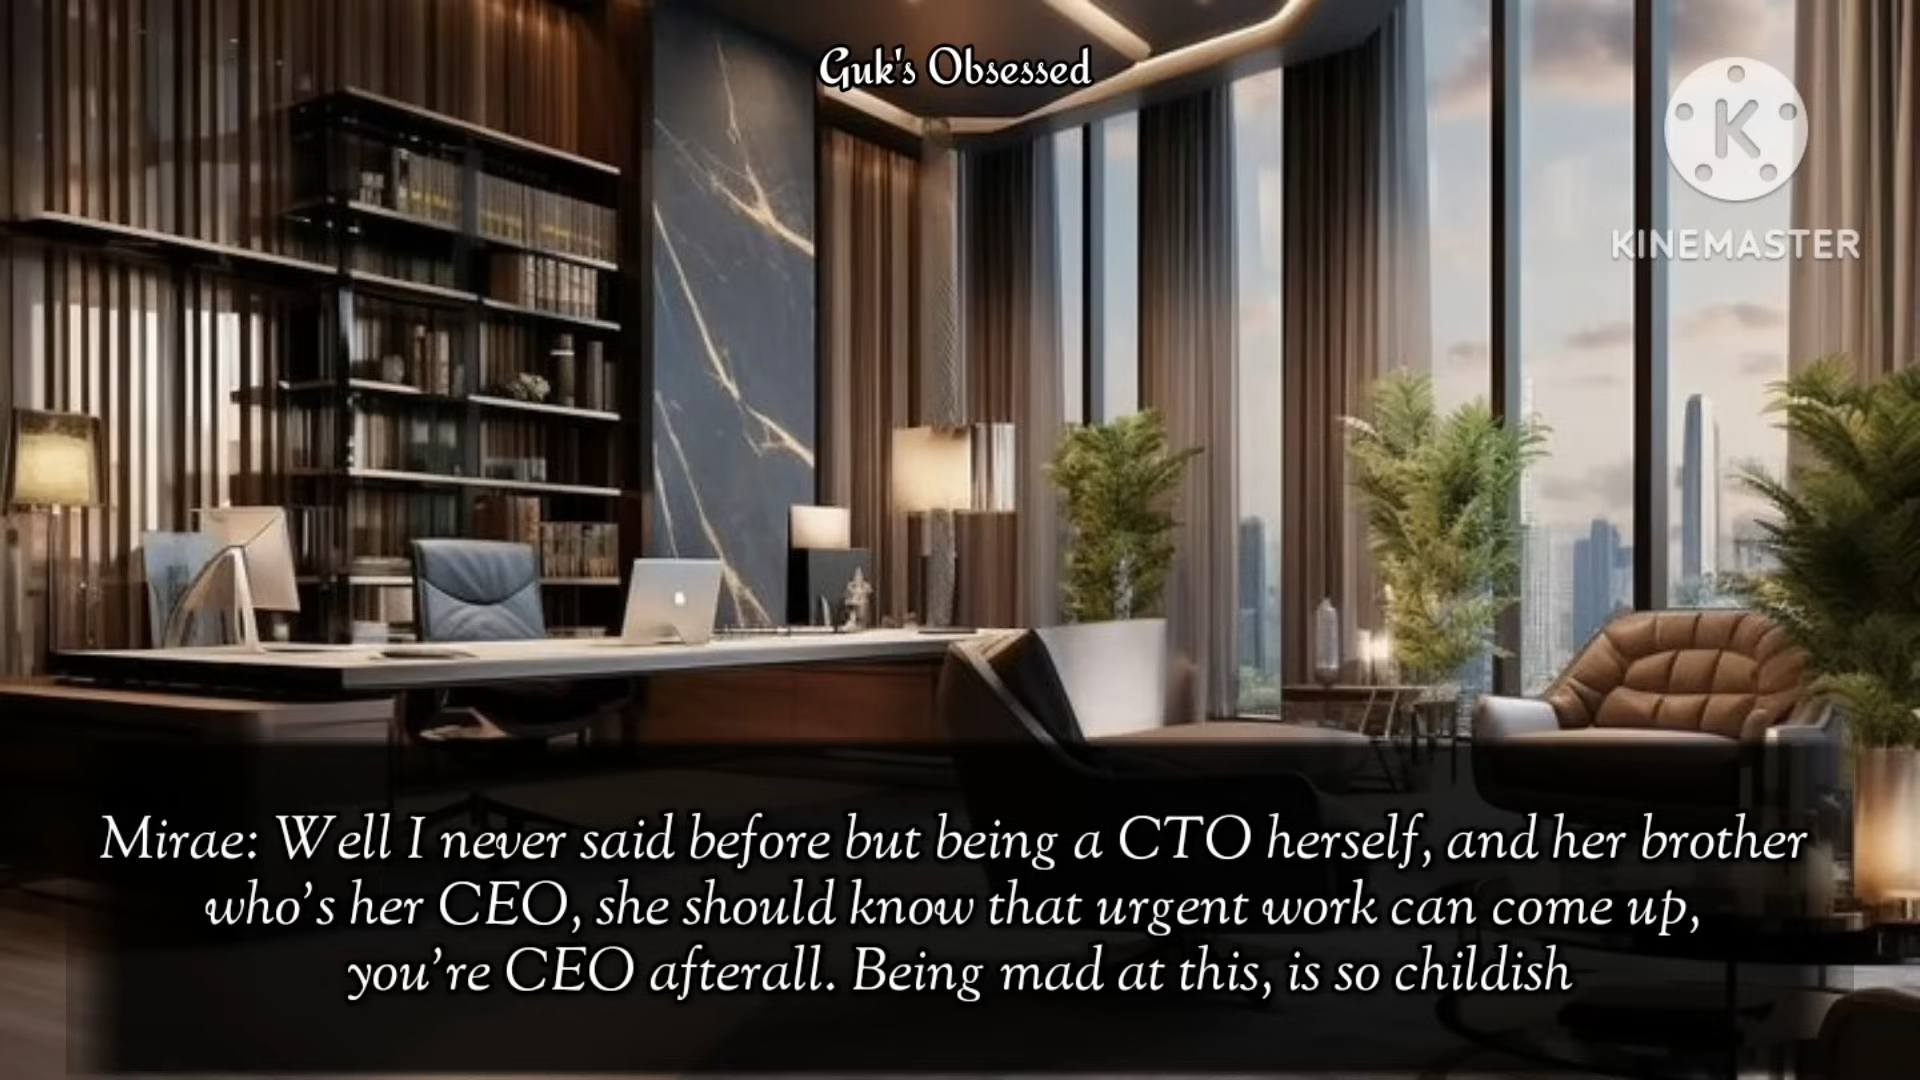 Guk's Obsessed
K
KINEMASTER
Mirae: Well I never said before but being a CTO herself, and her brother
who's her CEO, she should know that urgent work can come up,
you're CEO afterall. Being mad at this, is so childish